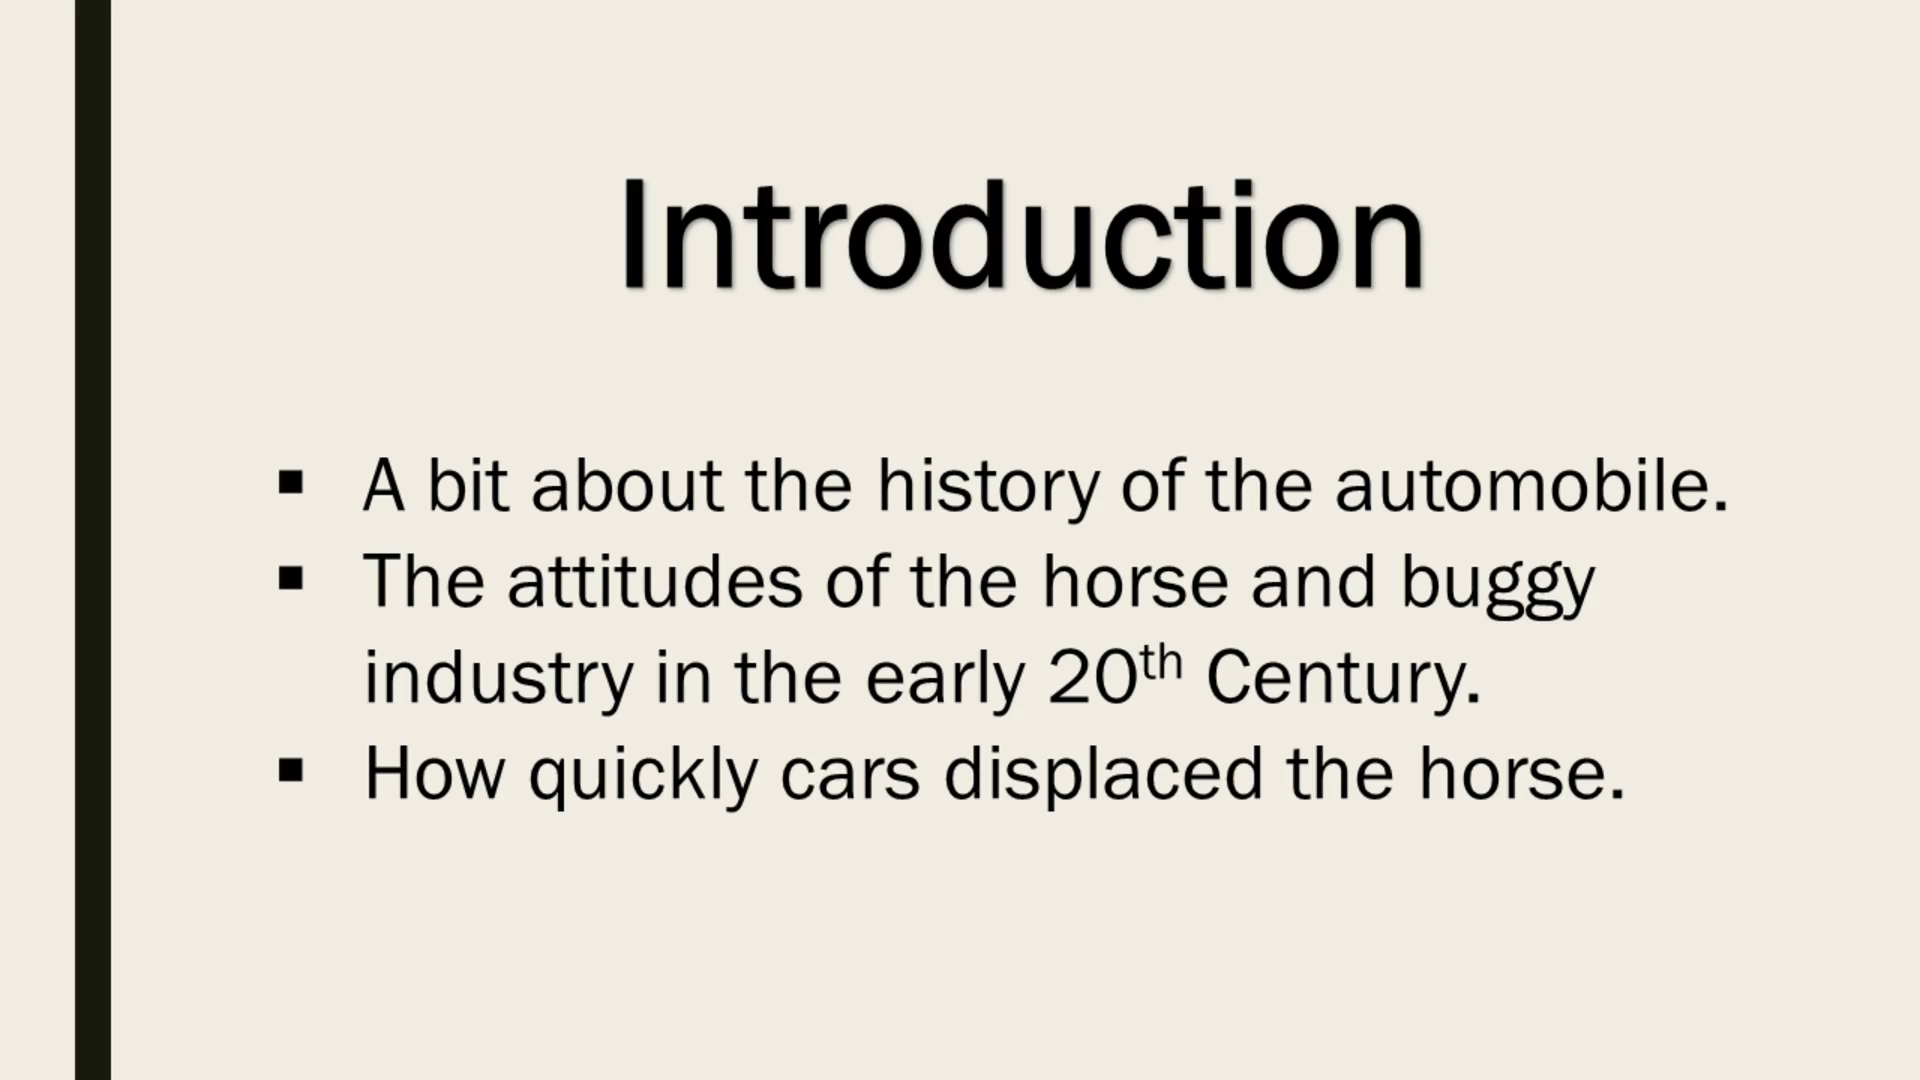 Introduction
▪ A bit about the history of the automobile.
▪ The attitudes of the horse and buggy
industry in the early 20th Century.
▪ How quickly cars displaced the horse.